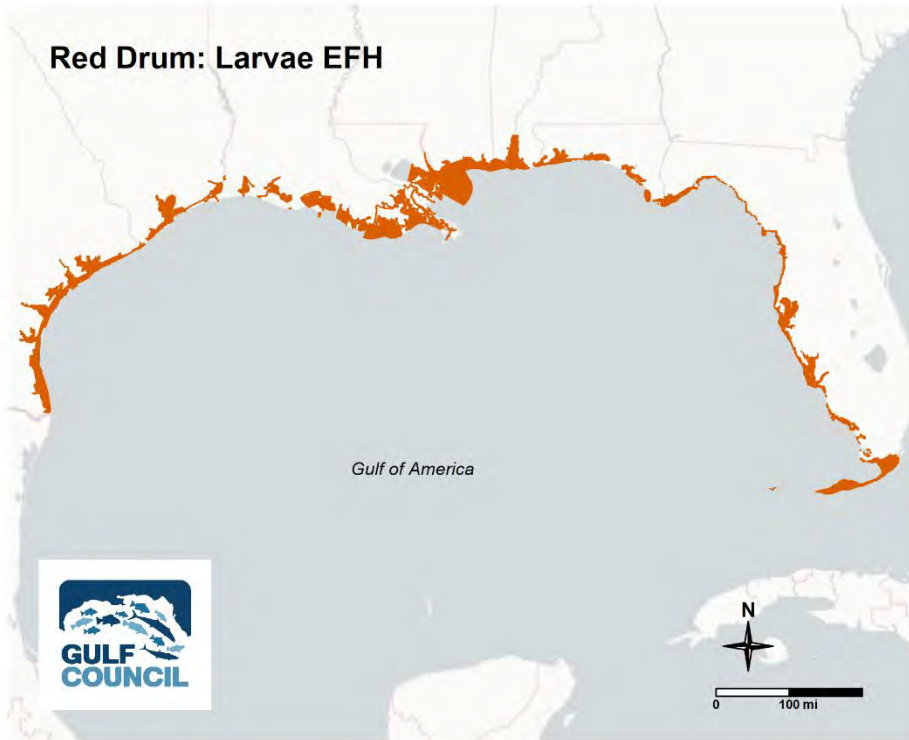 Red Drum: Larvae EFH
Gulf of America
GULF
COUNCIL
N
0 100 mi